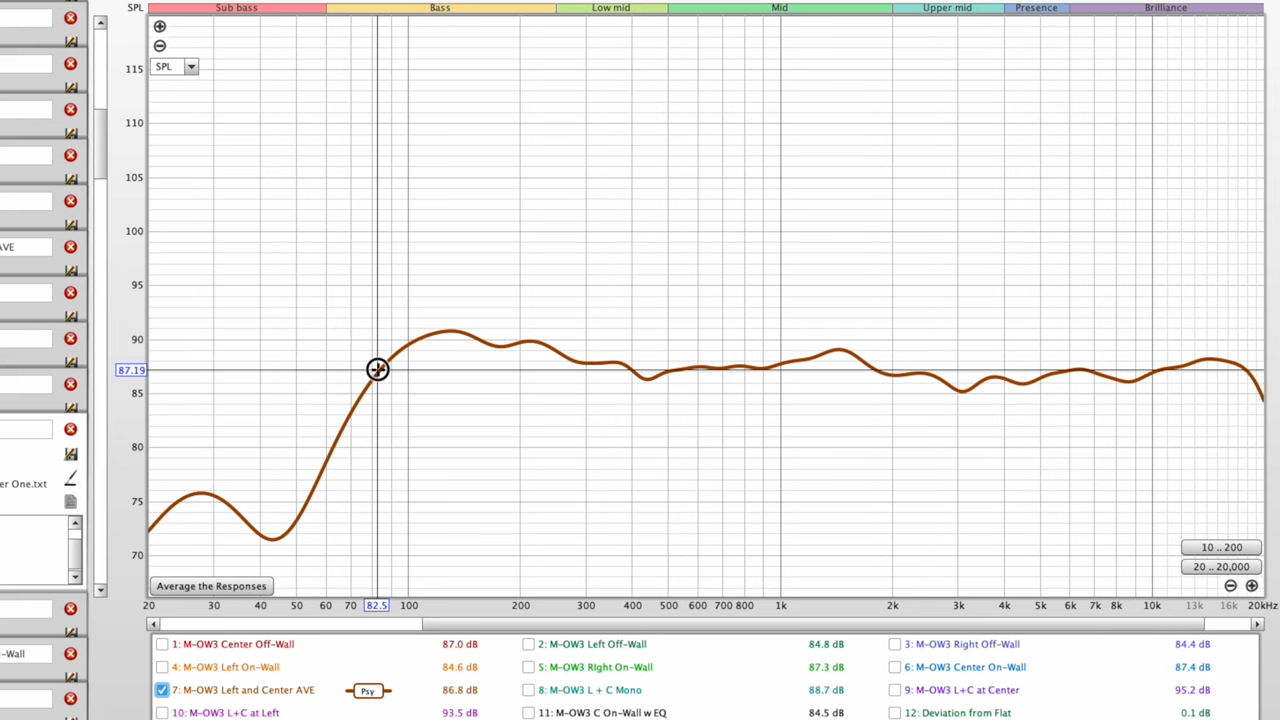 SPL Sub bass Bass Low mid Mid Upper mid Presence Brilliance
SPL
115
110
105
100
AVE
95
90
87.19
85
80
er One.txt
75
70
10 .. 200
20 .. 20,000
Average the Responses
20 30 40 50 60 70 82.5 100 200 300 400 500 600 700 800 1k 2k 3k 4k 5k 6k 7k 8k 10k 13k 16k 20kHz
1: M-OW3 Center Off-Wall 87.0 dB 2: M-OW3 Left Off-Wall 84.8 dB 3: M-OW3 Right Off-Wall 84.4 dB
-Wall
4: M-OW3 Left On-Wall 84.6 dB 5: M-OW3 Right On-Wall 87.3 dB 6: M-OW3 Center On-Wall 87.4 dB
7: M-OW3 Left and Center AVE Psy 86.8 dB 8: M-OW3 L + C Mono 88.7 dB 9: M-OW3 L+C at Center 95.2 dB
10: M-OW3 L+C at Left 93.5 dB 11: M-OW3 C On-Wall w EQ 84.5 dB 12: Deviation from Flat 0.1 dB